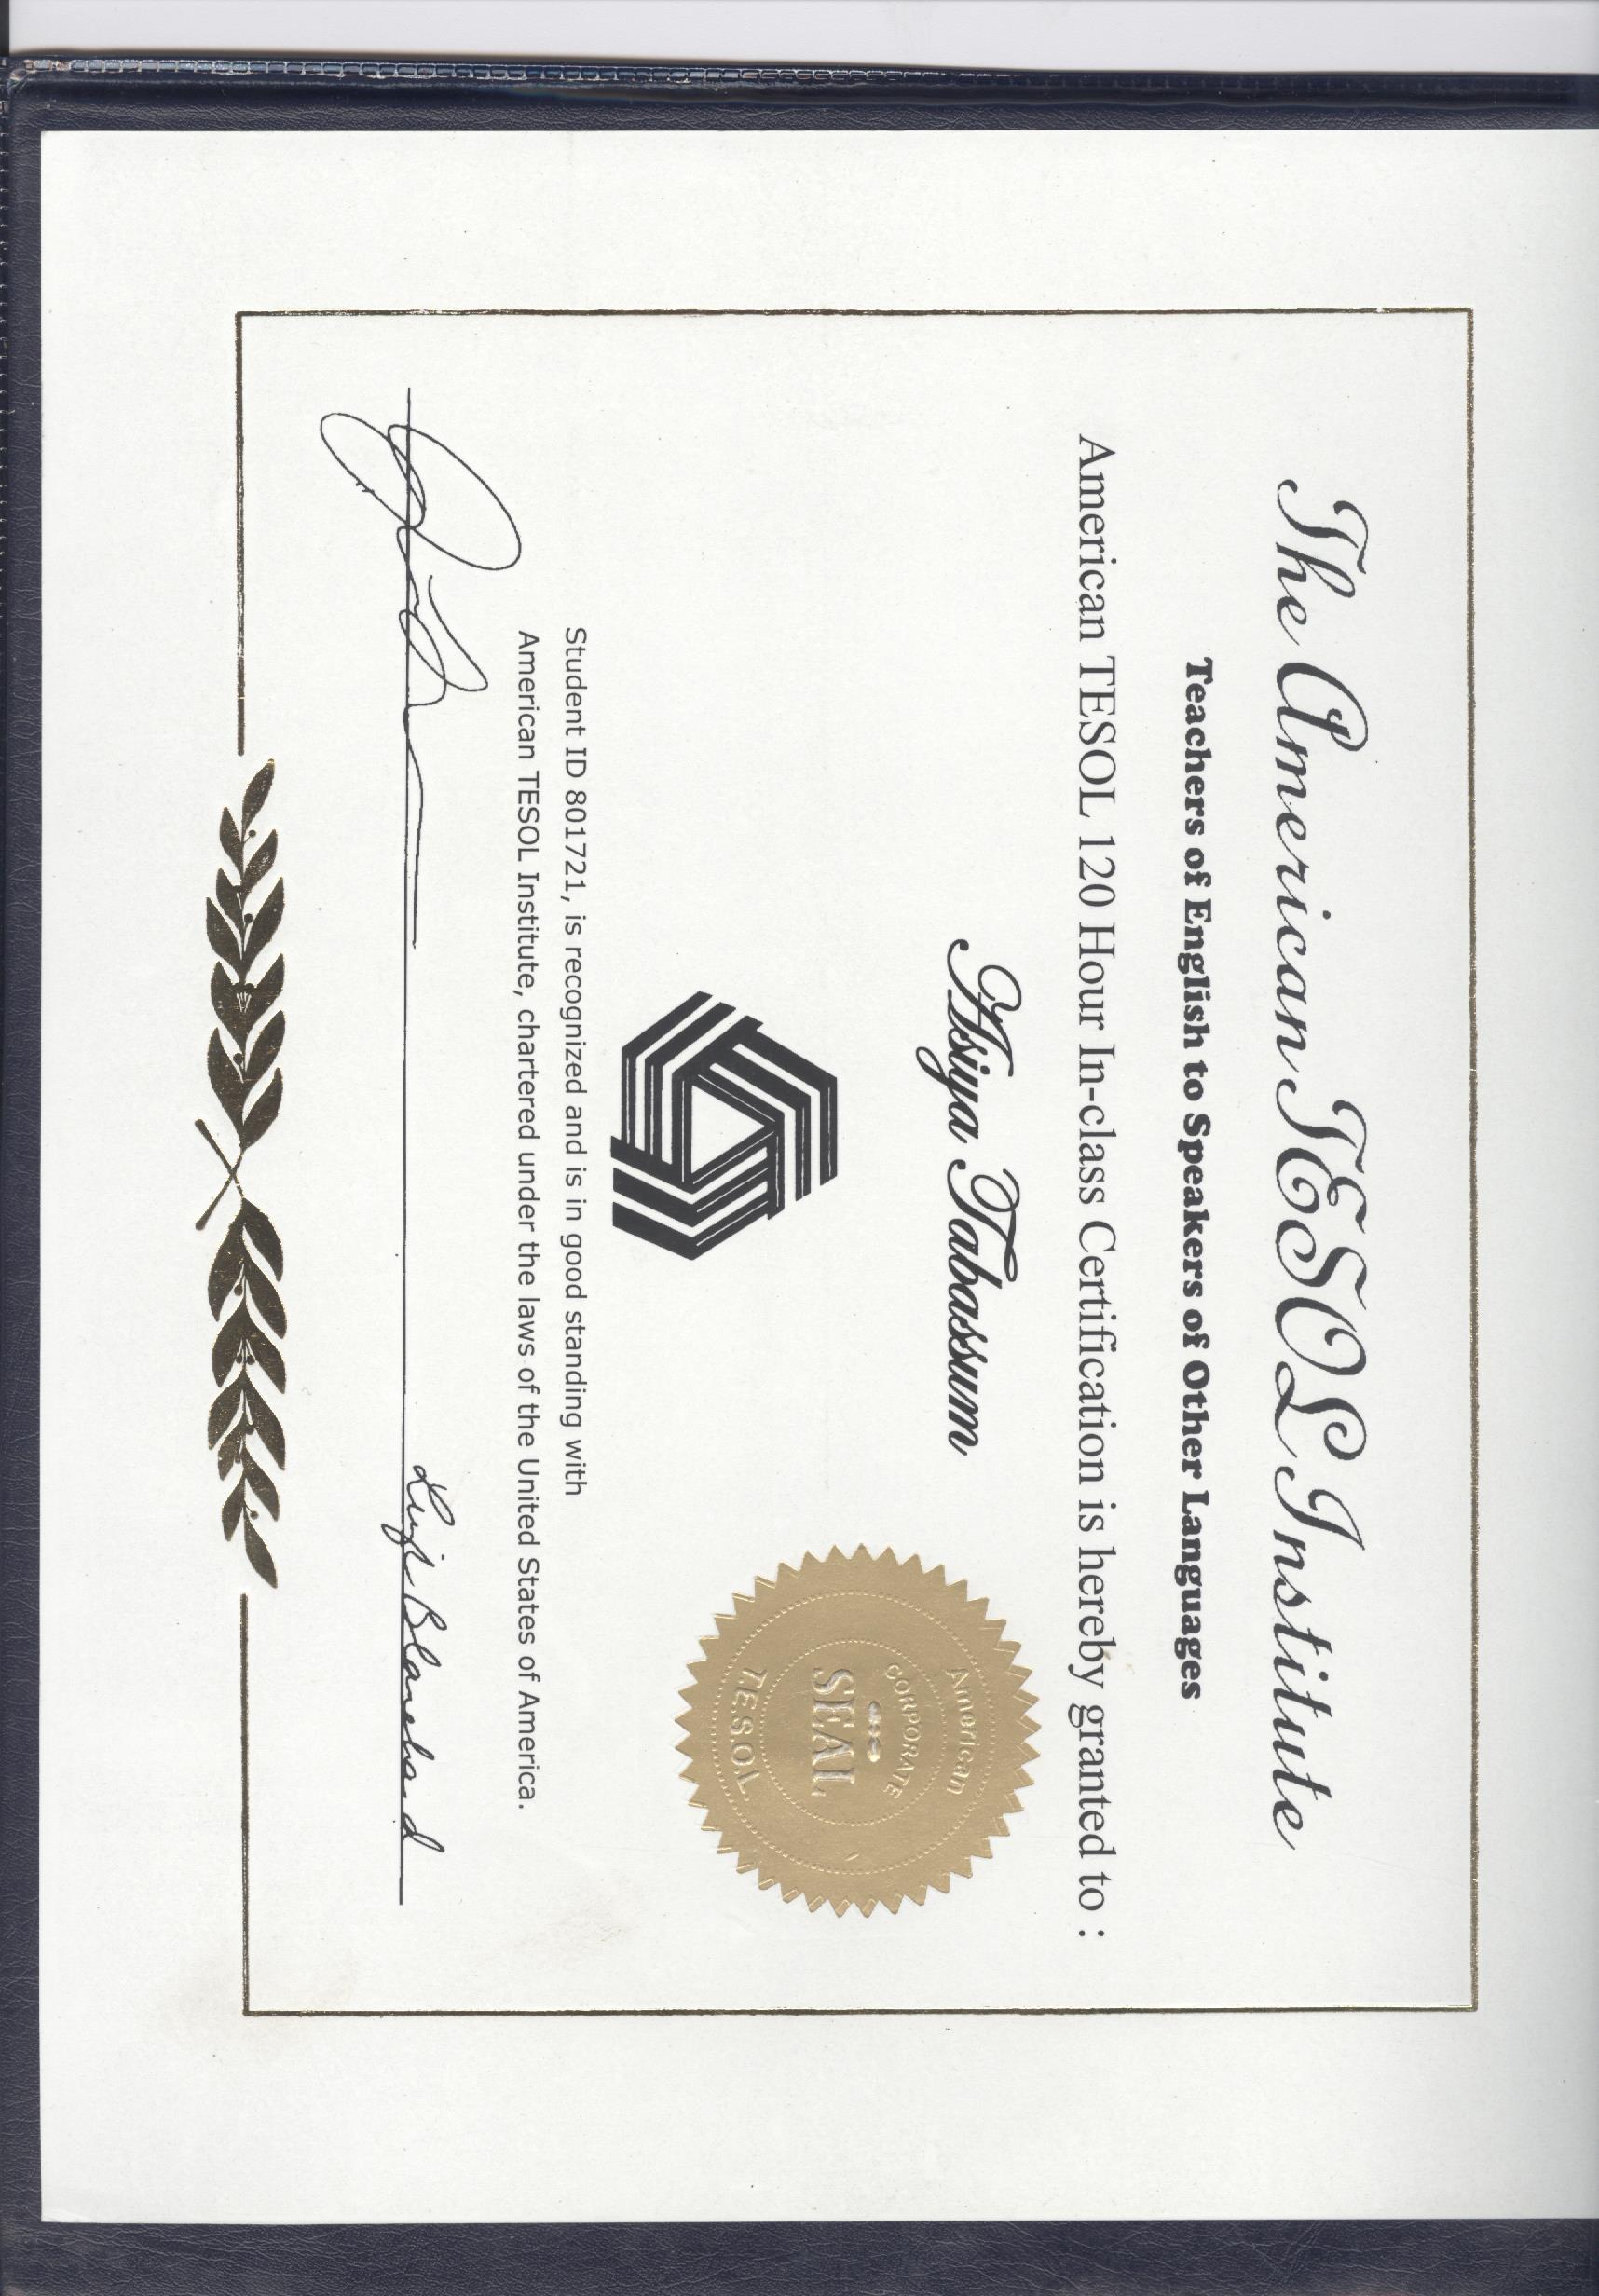 The American TESOL Institute
Teachers of English to Speakers of Other Languages
American TESOL 120 Hour In-class Certification is hereby granted to :
Asiya Tabassum
American
CORPORATE
SEAL
T.E.S.O.L.
Student ID 801721, is recognized and is in good standing with
American TESOL Institute, chartered under the laws of the United States of America.
Leigh Blanchard